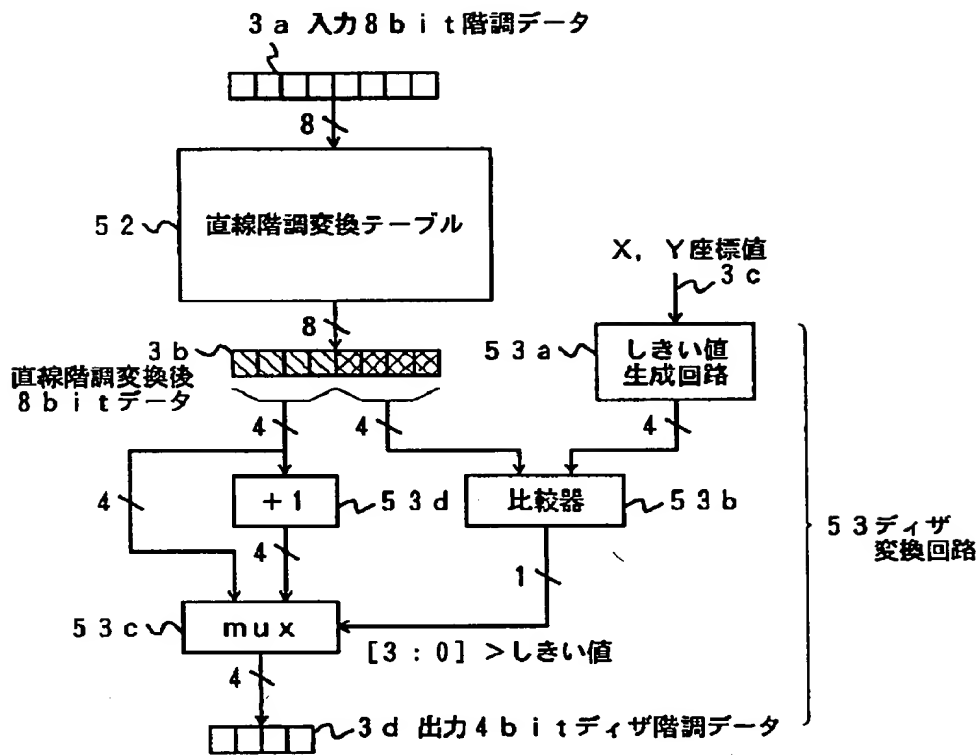 3a 入力8bit階調データ
8
52
直線階調変換テーブル
X, Y座標値
3c
8
3b
直線階調変換後
8bitデータ
53a
しきい値
生成回路
4
4
4
4
+1
53d
比較器
53b
53ディザ
変換回路
4
1
53c
mux
[3:0]>しきい値
4
3d 出力4bitディザ階調データ